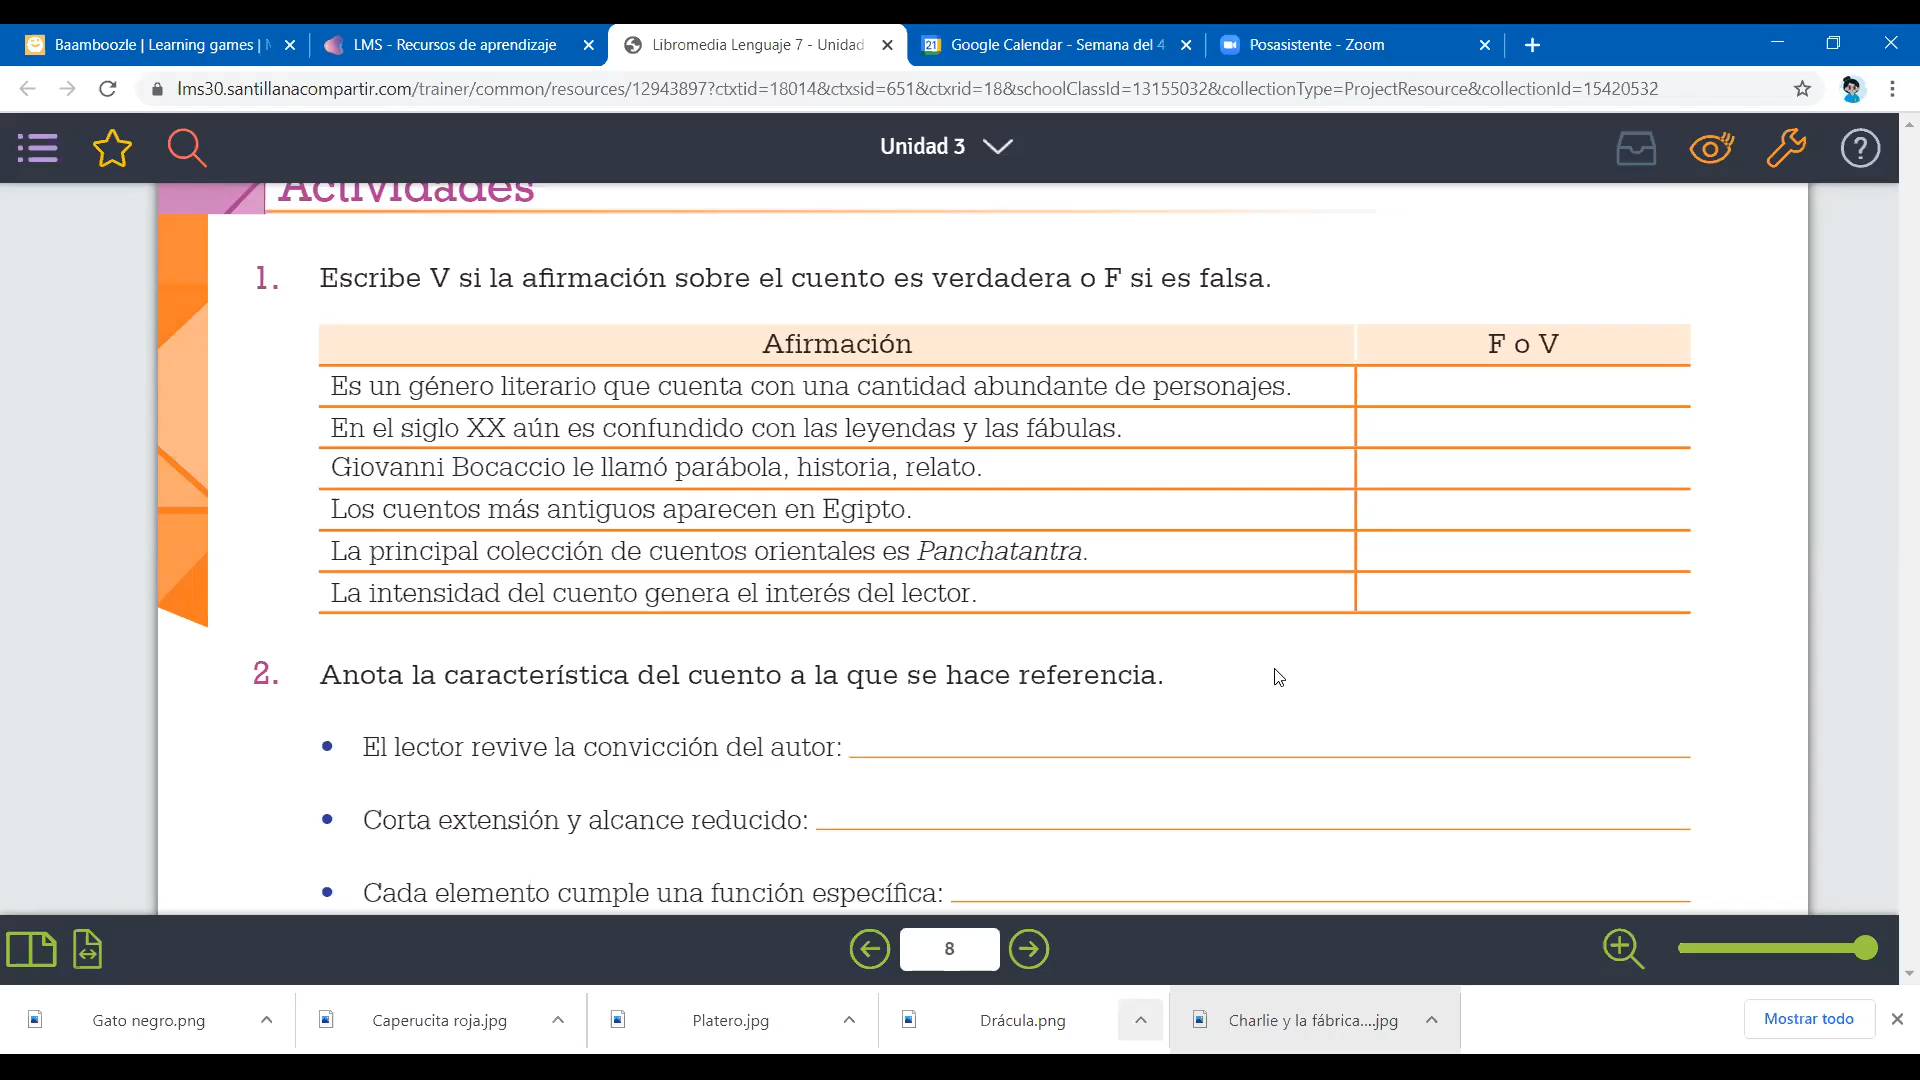 Baamboozle | Learning games |
LMS - Recursos de aprendizaje
Libromedia Lenguaje 7 - Unidad
Google Calendar - Semana del 4
Posasistente - Zoom
lms30.santillanacompartir.com/trainer/common/resources/12943897?ctxtid=18014&ctxsid=651&ctxrid=18&schoolClassId=13155032&collectionType=ProjectResource&collectionId=15420532
Unidad 3
Actividades
1. Escribe V si la afirmación sobre el cuento es verdadera o F si es falsa.
Afirmación F o V
Es un género literario que cuenta con una cantidad abundante de personajes.
En el siglo XX aún es confundido con las leyendas y las fábulas.
Giovanni Bocaccio le llamó parábola, historia, relato.
Los cuentos más antiguos aparecen en Egipto.
La principal colección de cuentos orientales es Panchatantra.
La intensidad del cuento genera el interés del lector.
2. Anota la característica del cuento a la que se hace referencia.
• El lector revive la convicción del autor:
• Corta extensión y alcance reducido:
• Cada elemento cumple una función específica:
8
Gato negro.png
Caperucita roja.jpg
Platero.jpg
Drácula.png
Charlie y la fábrica....jpg
Mostrar todo